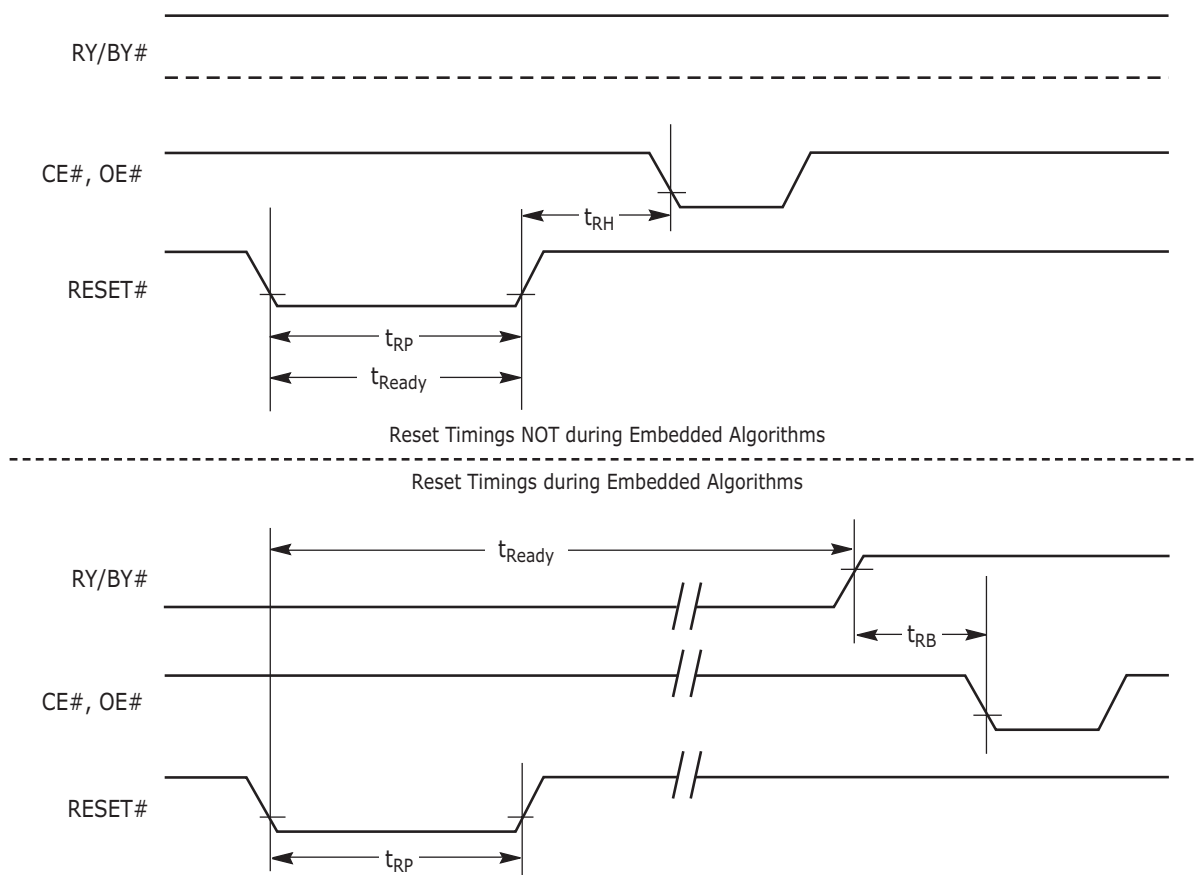 RY/BY#
CE#, OE#
tRH
RESET#
tRP
tReady
Reset Timings NOT during Embedded Algorithms
Reset Timings during Embedded Algorithms
tReady
RY/BY#
tRB
CE#, OE#
RESET#
tRP